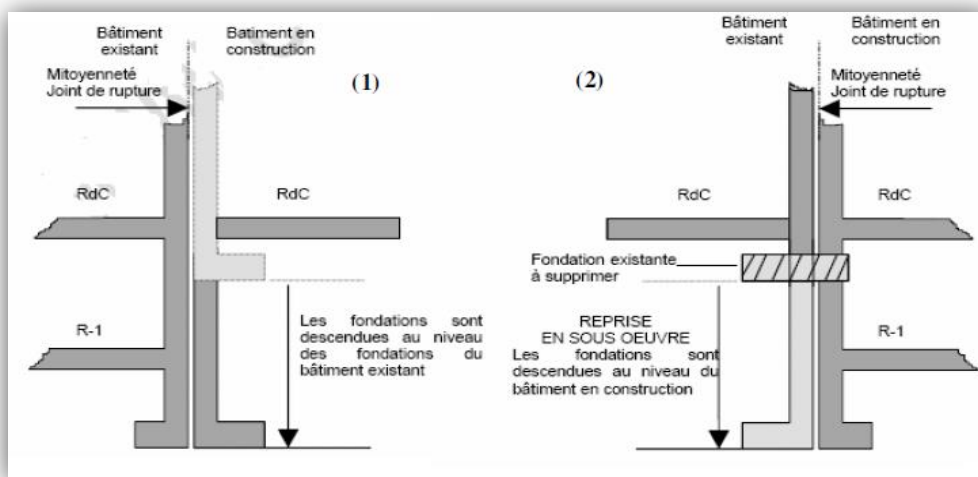 Bâtiment
existant
Batiment en
construction
Mitoyenneté
Joint de rupture
(1)
RdC
RdC
R-1
Les fondations sont
descendues au niveau
des fondations du
bâtiment existant
(2)
Bâtiment
existant
Bâtiment en
construction
Mitoyenneté
Joint de rupture
RdC
RdC
Fondation existante
à supprimer
R-1
REPRISE
EN SOUS OEUVRE
Les fondations sont
descendues au niveau du
bâtiment en construction